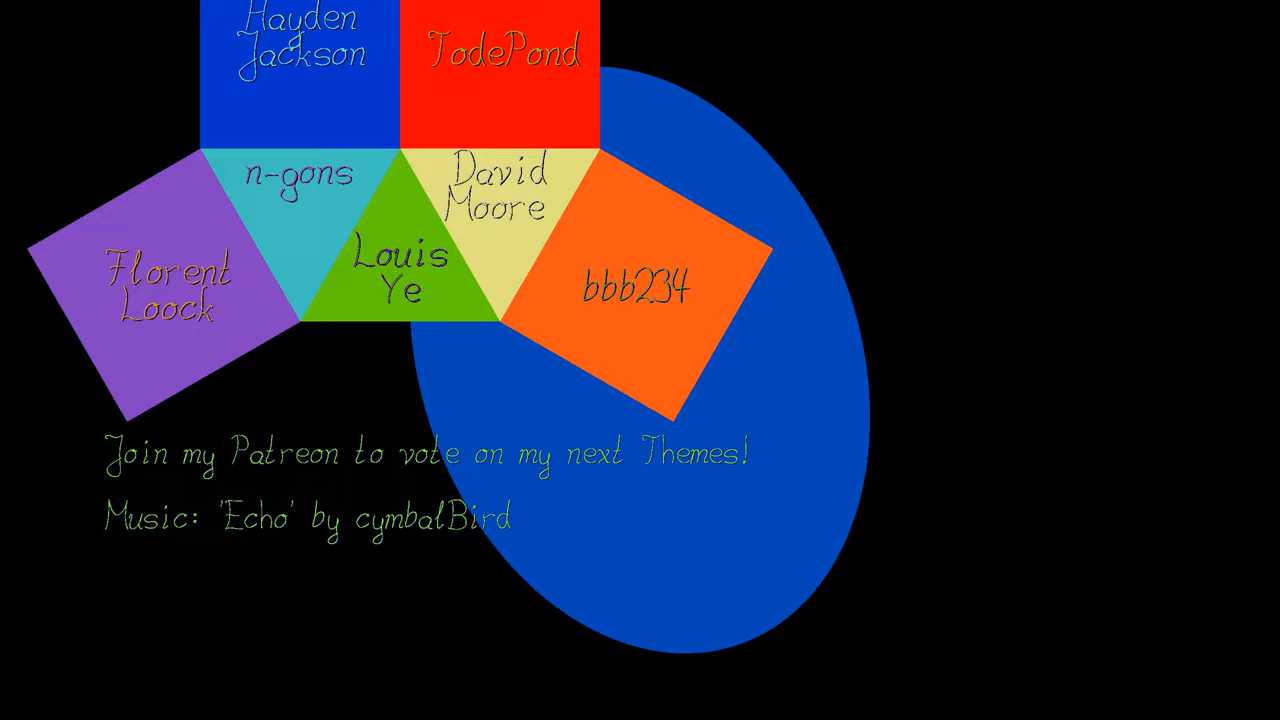 Hayden
Jackson
TodePond
n-gons
David
Moore
Florent
Loock
Louis
Ye
bbb234
Join my Patreon to vote on my next Themes!
Music: 'Echo' by cymbalBird